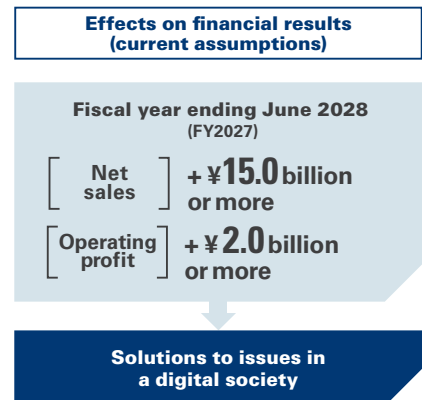 Effects on financial results
(current assumptions)
Fiscal year ending June 2028
(FY2027)
Net
sales
+ ¥15.0 billion
or more
Operating
profit
+ ¥2.0 billion
or more
Solutions to issues in
a digital society